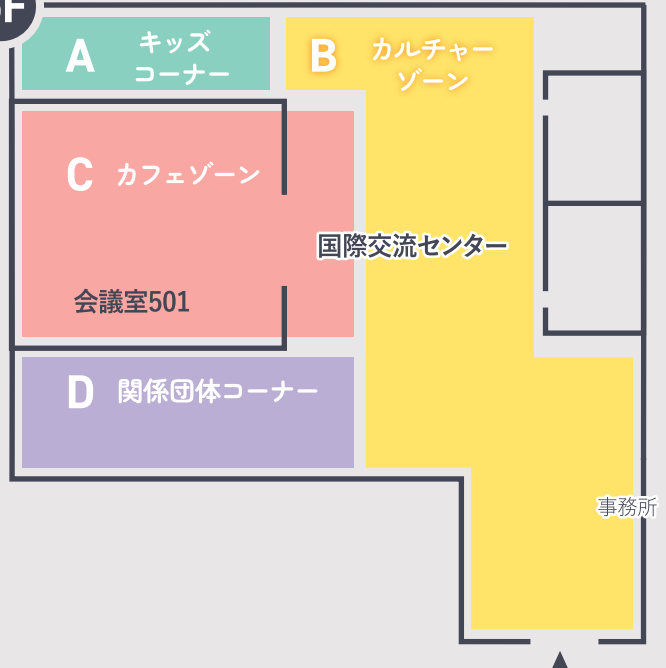 F
A
キッズ
コーナー
B
カルチャー
ゾーン
C カフェゾーン
国際交流センター
会議室501
D 関係団体コーナー
事務所